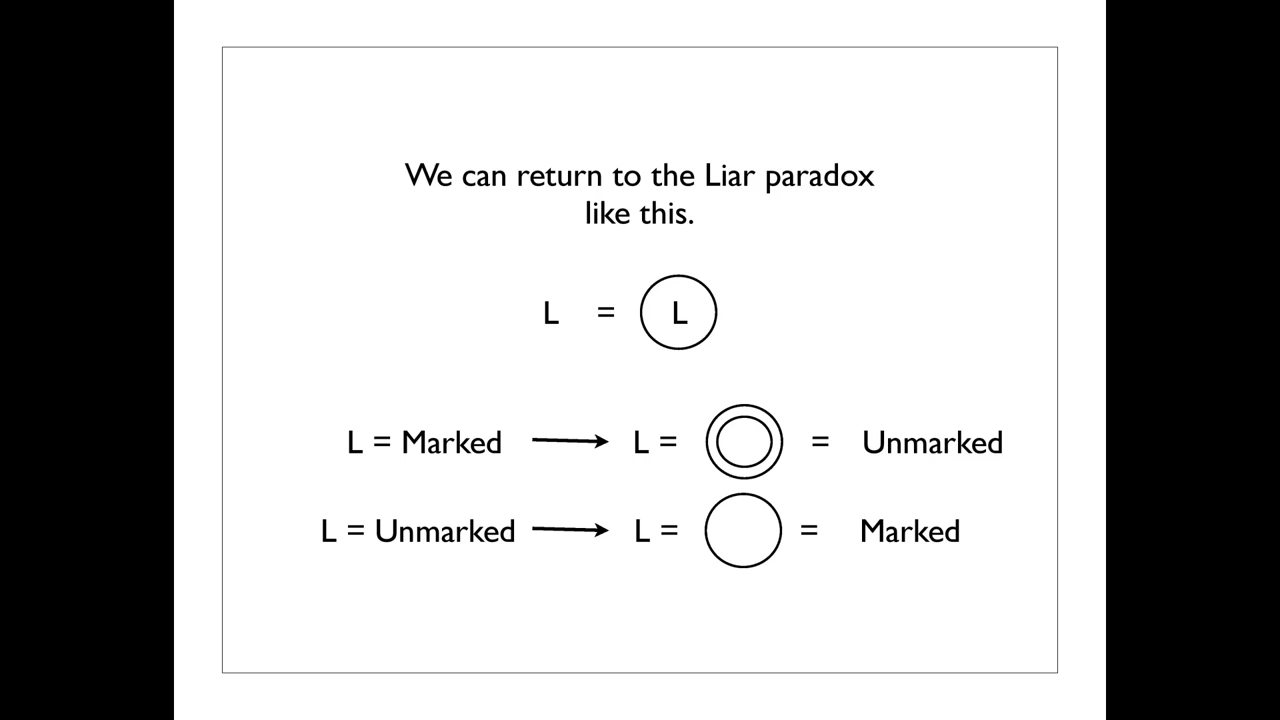 We can return to the Liar paradox
like this.
L = L
L = Marked L = = Unmarked
L = Unmarked L = = Marked